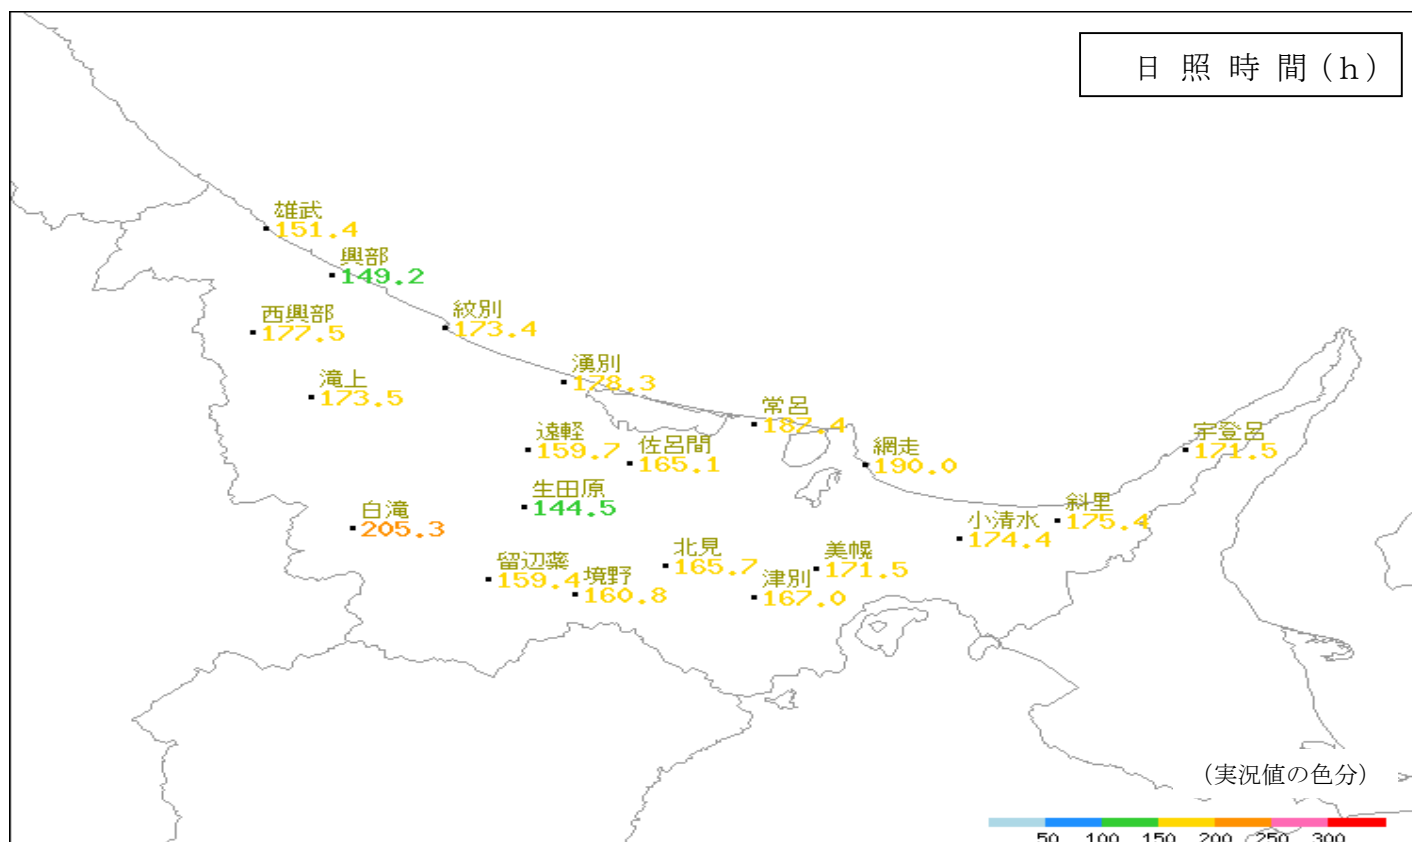 日 照 時 間（ｈ）
雄武
151.4
興部
149.2
西興部
177.5
紋別
173.4
滝上
173.5
湧別
178.3
常呂
187.4
遠軽
159.7
佐呂間
165.1
網走
190.0
宇登呂
171.5
生田原
144.5
白滝
205.3
斜里
175.4
小清水
174.4
北見
165.7
美幌
171.5
留辺蘂
159.4
境野
160.8
津別
167.0
（実況値の色分）
50 100 150 200 250 300